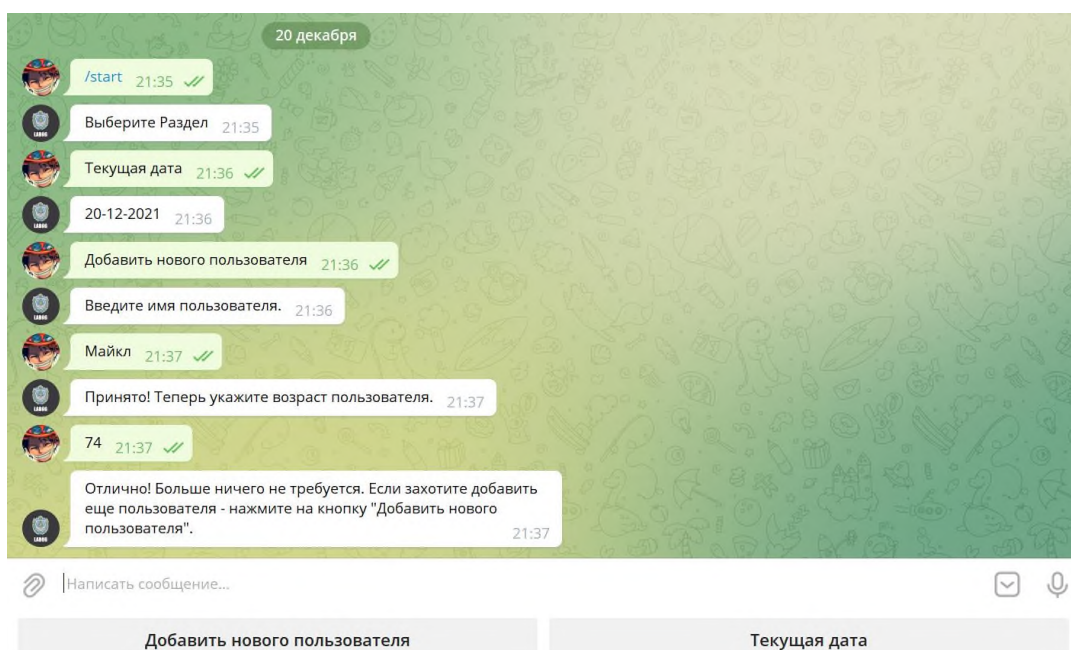 20 декабря
/start 21:35
Выберите Раздел 21:35
Текущая дата 21:36
20-12-2021 21:36
Добавить нового пользователя 21:36
Введите имя пользователя. 21:36
Майкл 21:37
Принято! Теперь укажите возраст пользователя. 21:37
74 21:37
Отлично! Больше ничего не требуется. Если захотите добавить
еще пользователя - нажмите на кнопку "Добавить нового
пользователя". 21:37
Написать сообщение...
Добавить нового пользователя Текущая дата